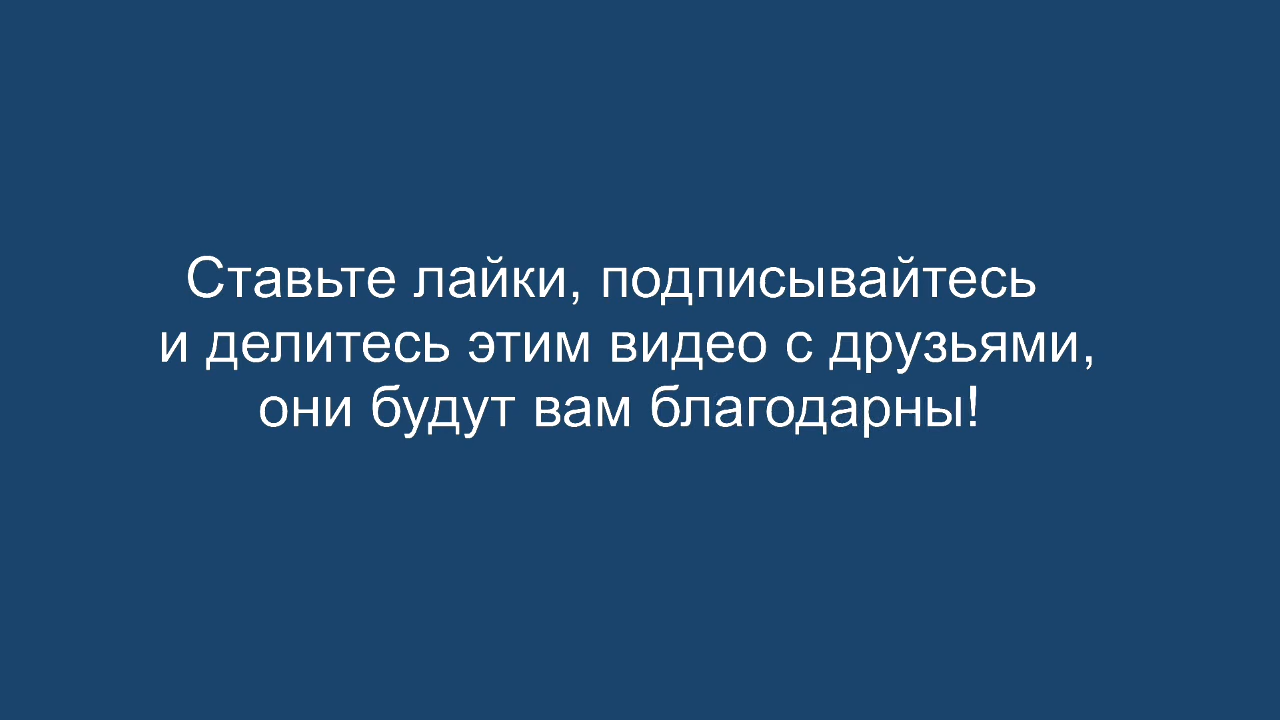 Ставьте лайки, подписывайтесь
и делитесь этим видео с друзьями,
они будут вам благодарны!